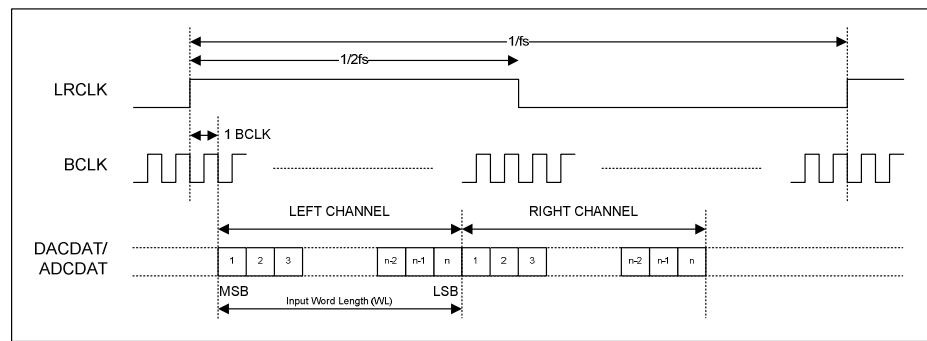 1/fs
1/2fs
LRCLK
1 BCLK
BCLK
LEFT CHANNEL RIGHT CHANNEL
DACDAT/
ADCDAT
1 2 3 n-2 n-1 n 1 2 3 n-2 n-1 n
MSB LSB
Input Word Length (WL)